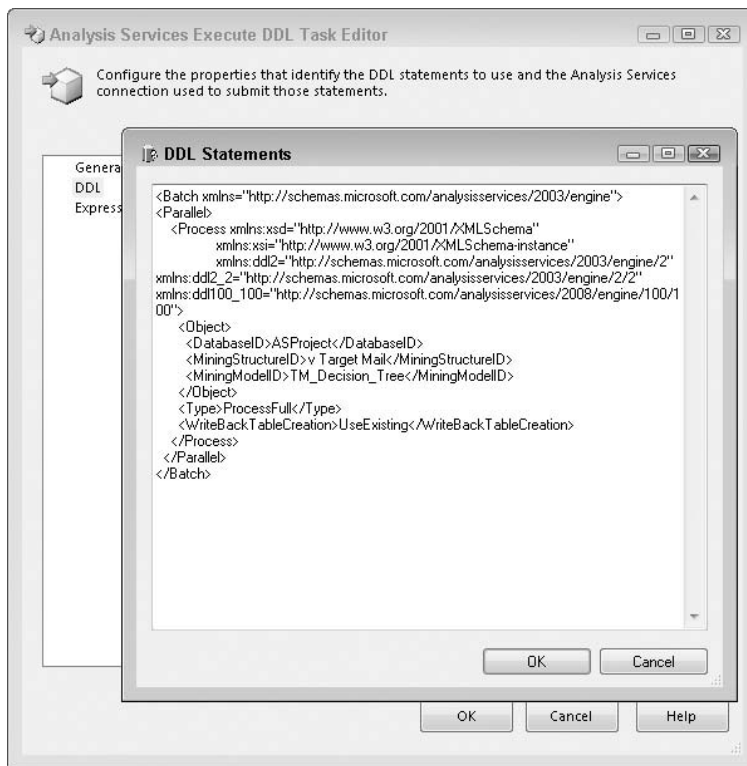 Analysis Services Execute DDL Task Editor
Configure the properties that identify the DDL statements to use and the Analysis Services
connection used to submit those statements.
Genera
DDL
Express
DDL Statements
<Batch xmlns="http://schemas.microsoft.com/analysisservices/2003/engine">
<Parallel>
<Process xmlns:xsd="http://www.w3.org/2001/XMLSchema"
xmlns:xsi="http://www.w3.org/2001/XMLSchema-instance"
xmlns:ddl2="http://schemas.microsoft.com/analysisservices/2003/engine/2"
xmlns:ddl2_2="http://schemas.microsoft.com/analysisservices/2003/engine/2/2"
xmlns:ddl100_100="http://schemas.microsoft.com/analysisservices/2008/engine/100/1
00">
<Object>
<DatabaseID>ASProject</DatabaseID>
<MiningStructureID>v Target Mail</MiningStructureID>
<MiningModelID>TM_Decision_Tree</MiningModelID>
</Object>
<Type>ProcessFull</Type>
<WriteBackTableCreation>UseExisting</WriteBackTableCreation>
</Process>
</Parallel>
</Batch>
OK Cancel
OK Cancel Help